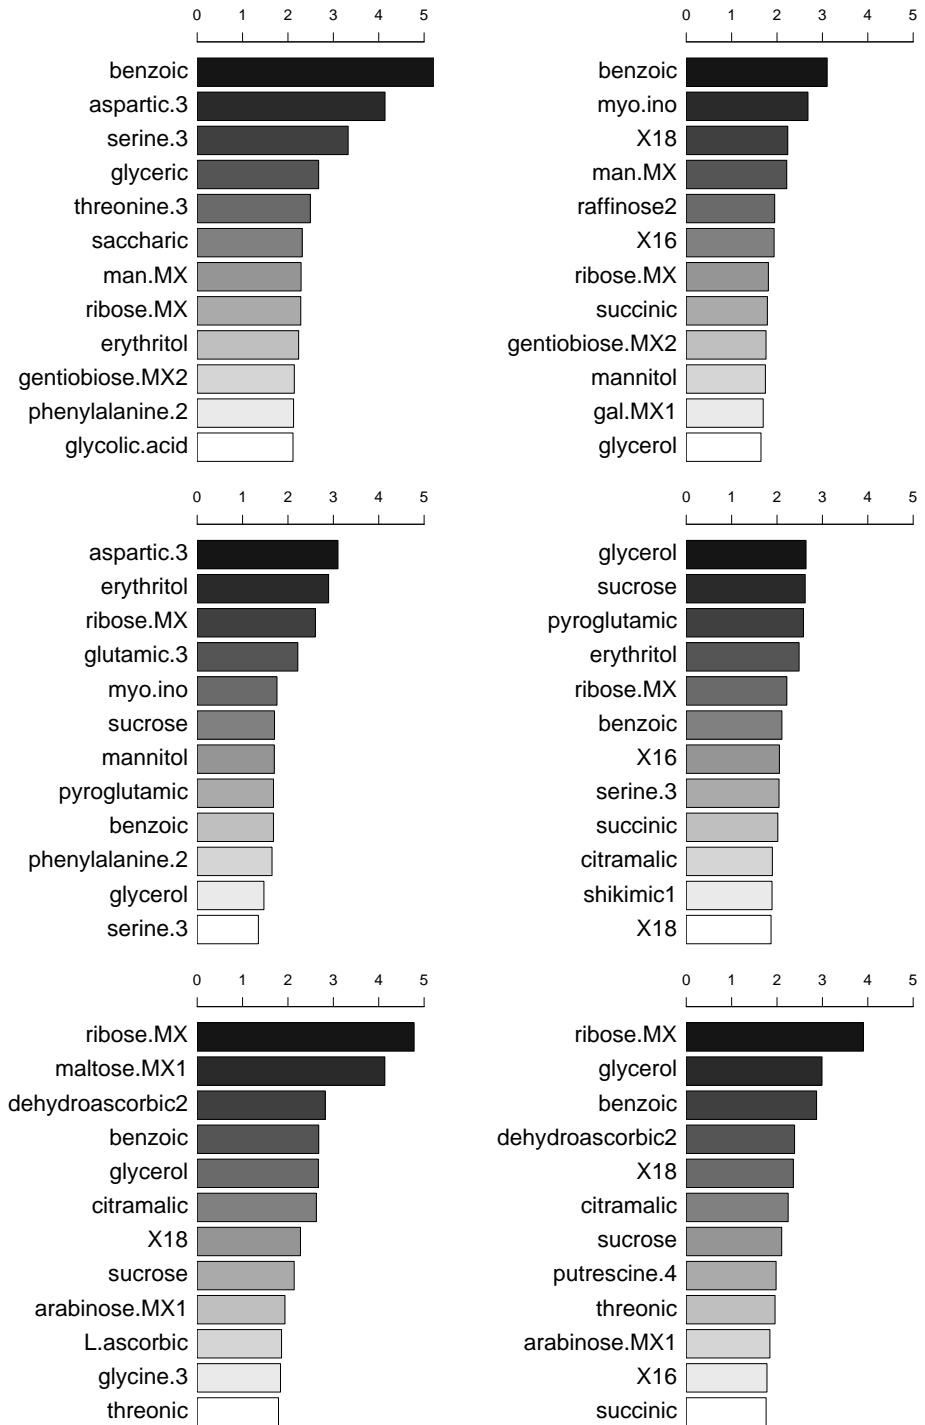 0 1 2 3 4 5
benzoic
aspartic.3
serine.3
glyceric
threonine.3
saccharic
man.MX
ribose.MX
erythritol
gentiobiose.MX2
phenylalanine.2
glycolic.acid
0 1 2 3 4 5
benzoic
myo.ino
X18
man.MX
raffinose2
X16
ribose.MX
succinic
gentiobiose.MX2
mannitol
gal.MX1
glycerol
0 1 2 3 4 5
aspartic.3
erythritol
ribose.MX
glutamic.3
myo.ino
sucrose
mannitol
pyroglutamic
benzoic
phenylalanine.2
glycerol
serine.3
0 1 2 3 4 5
glycerol
sucrose
pyroglutamic
erythritol
ribose.MX
benzoic
X16
serine.3
succinic
citramalic
shikimic1
X18
0 1 2 3 4 5
ribose.MX
maltose.MX1
dehydroascorbic2
benzoic
glycerol
citramalic
X18
sucrose
arabinose.MX1
L.ascorbic
glycine.3
threonic
0 1 2 3 4 5
ribose.MX
glycerol
benzoic
dehydroascorbic2
X18
citramalic
sucrose
putrescine.4
threonic
arabinose.MX1
X16
succinic